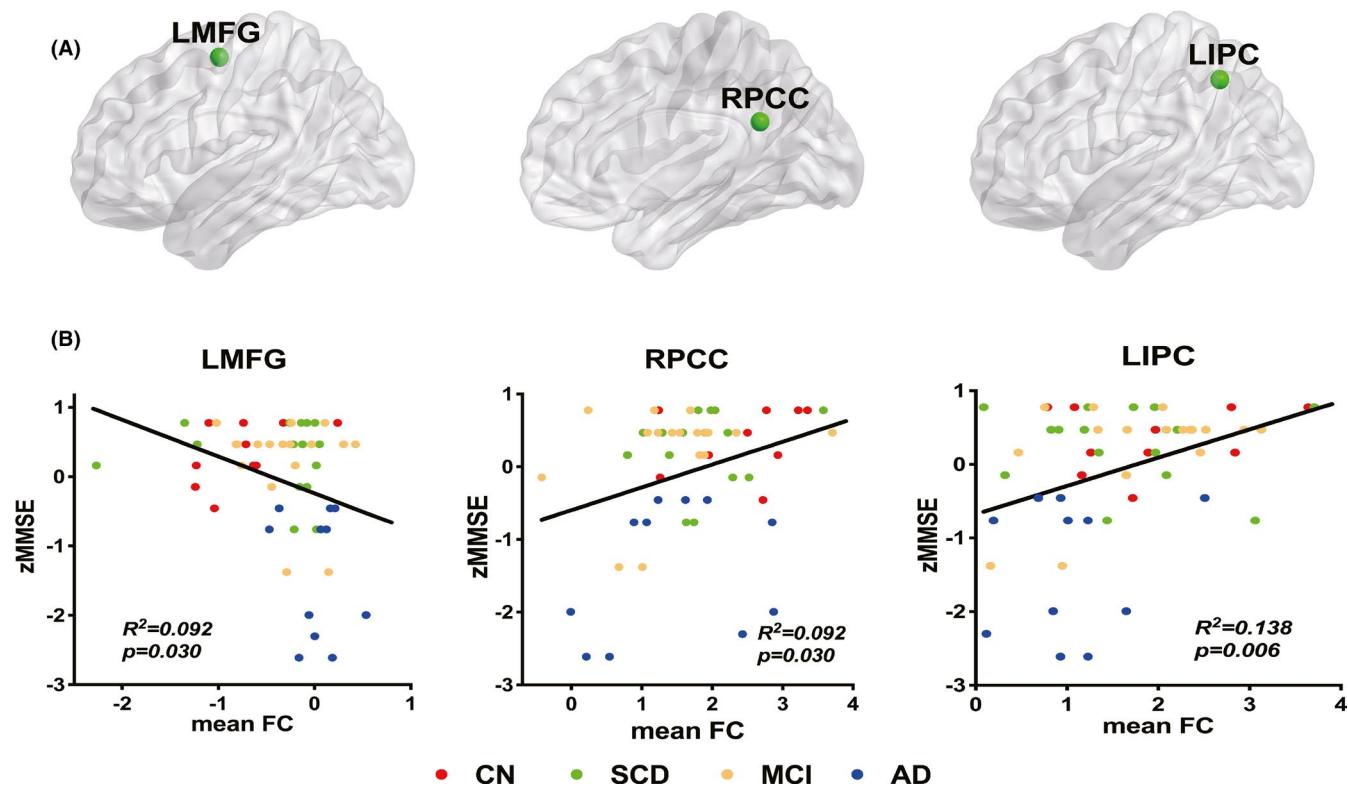 (A)
LMFG
RPCC
LIPC
(B)
LMFG
RPCC
LIPC
zMMSE
1
0
-1
-2
-3
R²=0.092
p=0.030
-2
-1
0
1
mean FC
zMMSE
1
0
-1
-2
-3
R²=0.092
p=0.030
0
1
2
3
4
mean FC
zMMSE
1
0
-1
-2
-3
R²=0.138
p=0.006
0
1
2
3
4
mean FC
CN SCD MCI AD